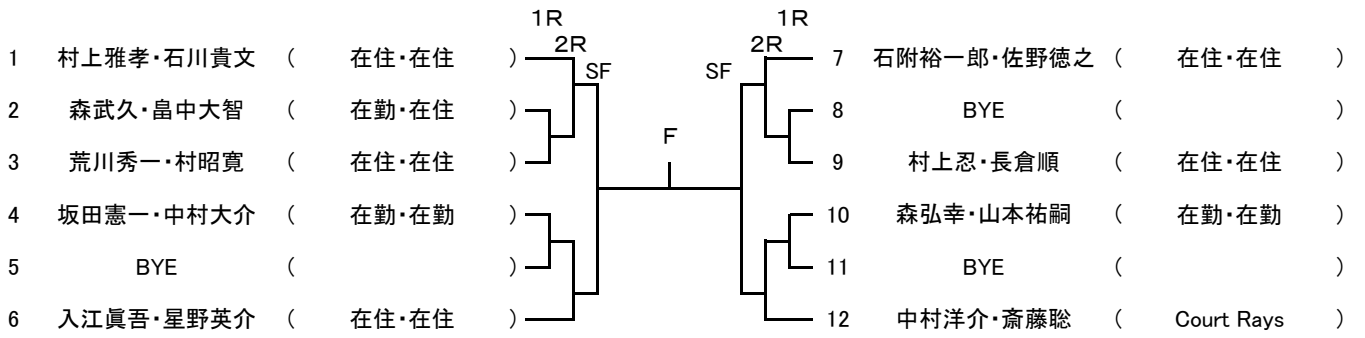 1R 1R
2R 2R
1 村上雅孝・石川貴文 ( 在住・在住 ) 7 石附裕一郎・佐野徳之 ( 在住・在住 )
SF SF
2 森武久・畠中大智 ( 在勤・在住 ) 8 BYE ( )
F
3 荒川秀一・村昭寛 ( 在住・在住 ) 9 村上忍・長倉順 ( 在住・在住 )
4 坂田憲一・中村大介 ( 在勤・在勤 ) 10 森弘幸・山本祐嗣 ( 在勤・在勤 )
5 BYE ( ) 11 BYE ( )
6 入江眞吾・星野英介 ( 在住・在住 ) 12 中村洋介・斎藤聡 ( Court Rays )